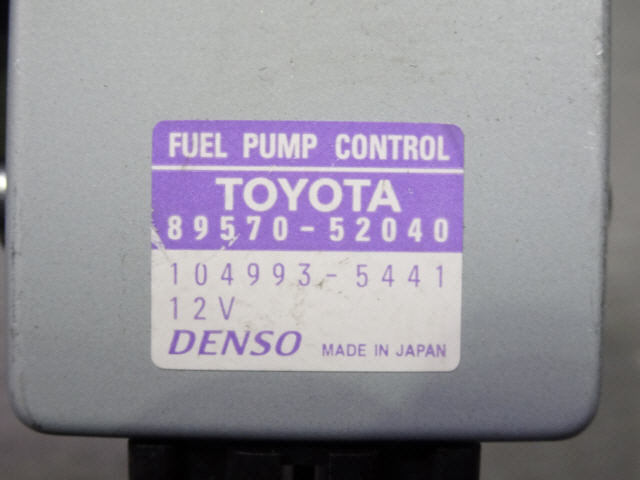 FUEL PUMP CONTROL
TOYOTA
89570-52040
104993-5441
12V
DENSO MADE IN JAPAN